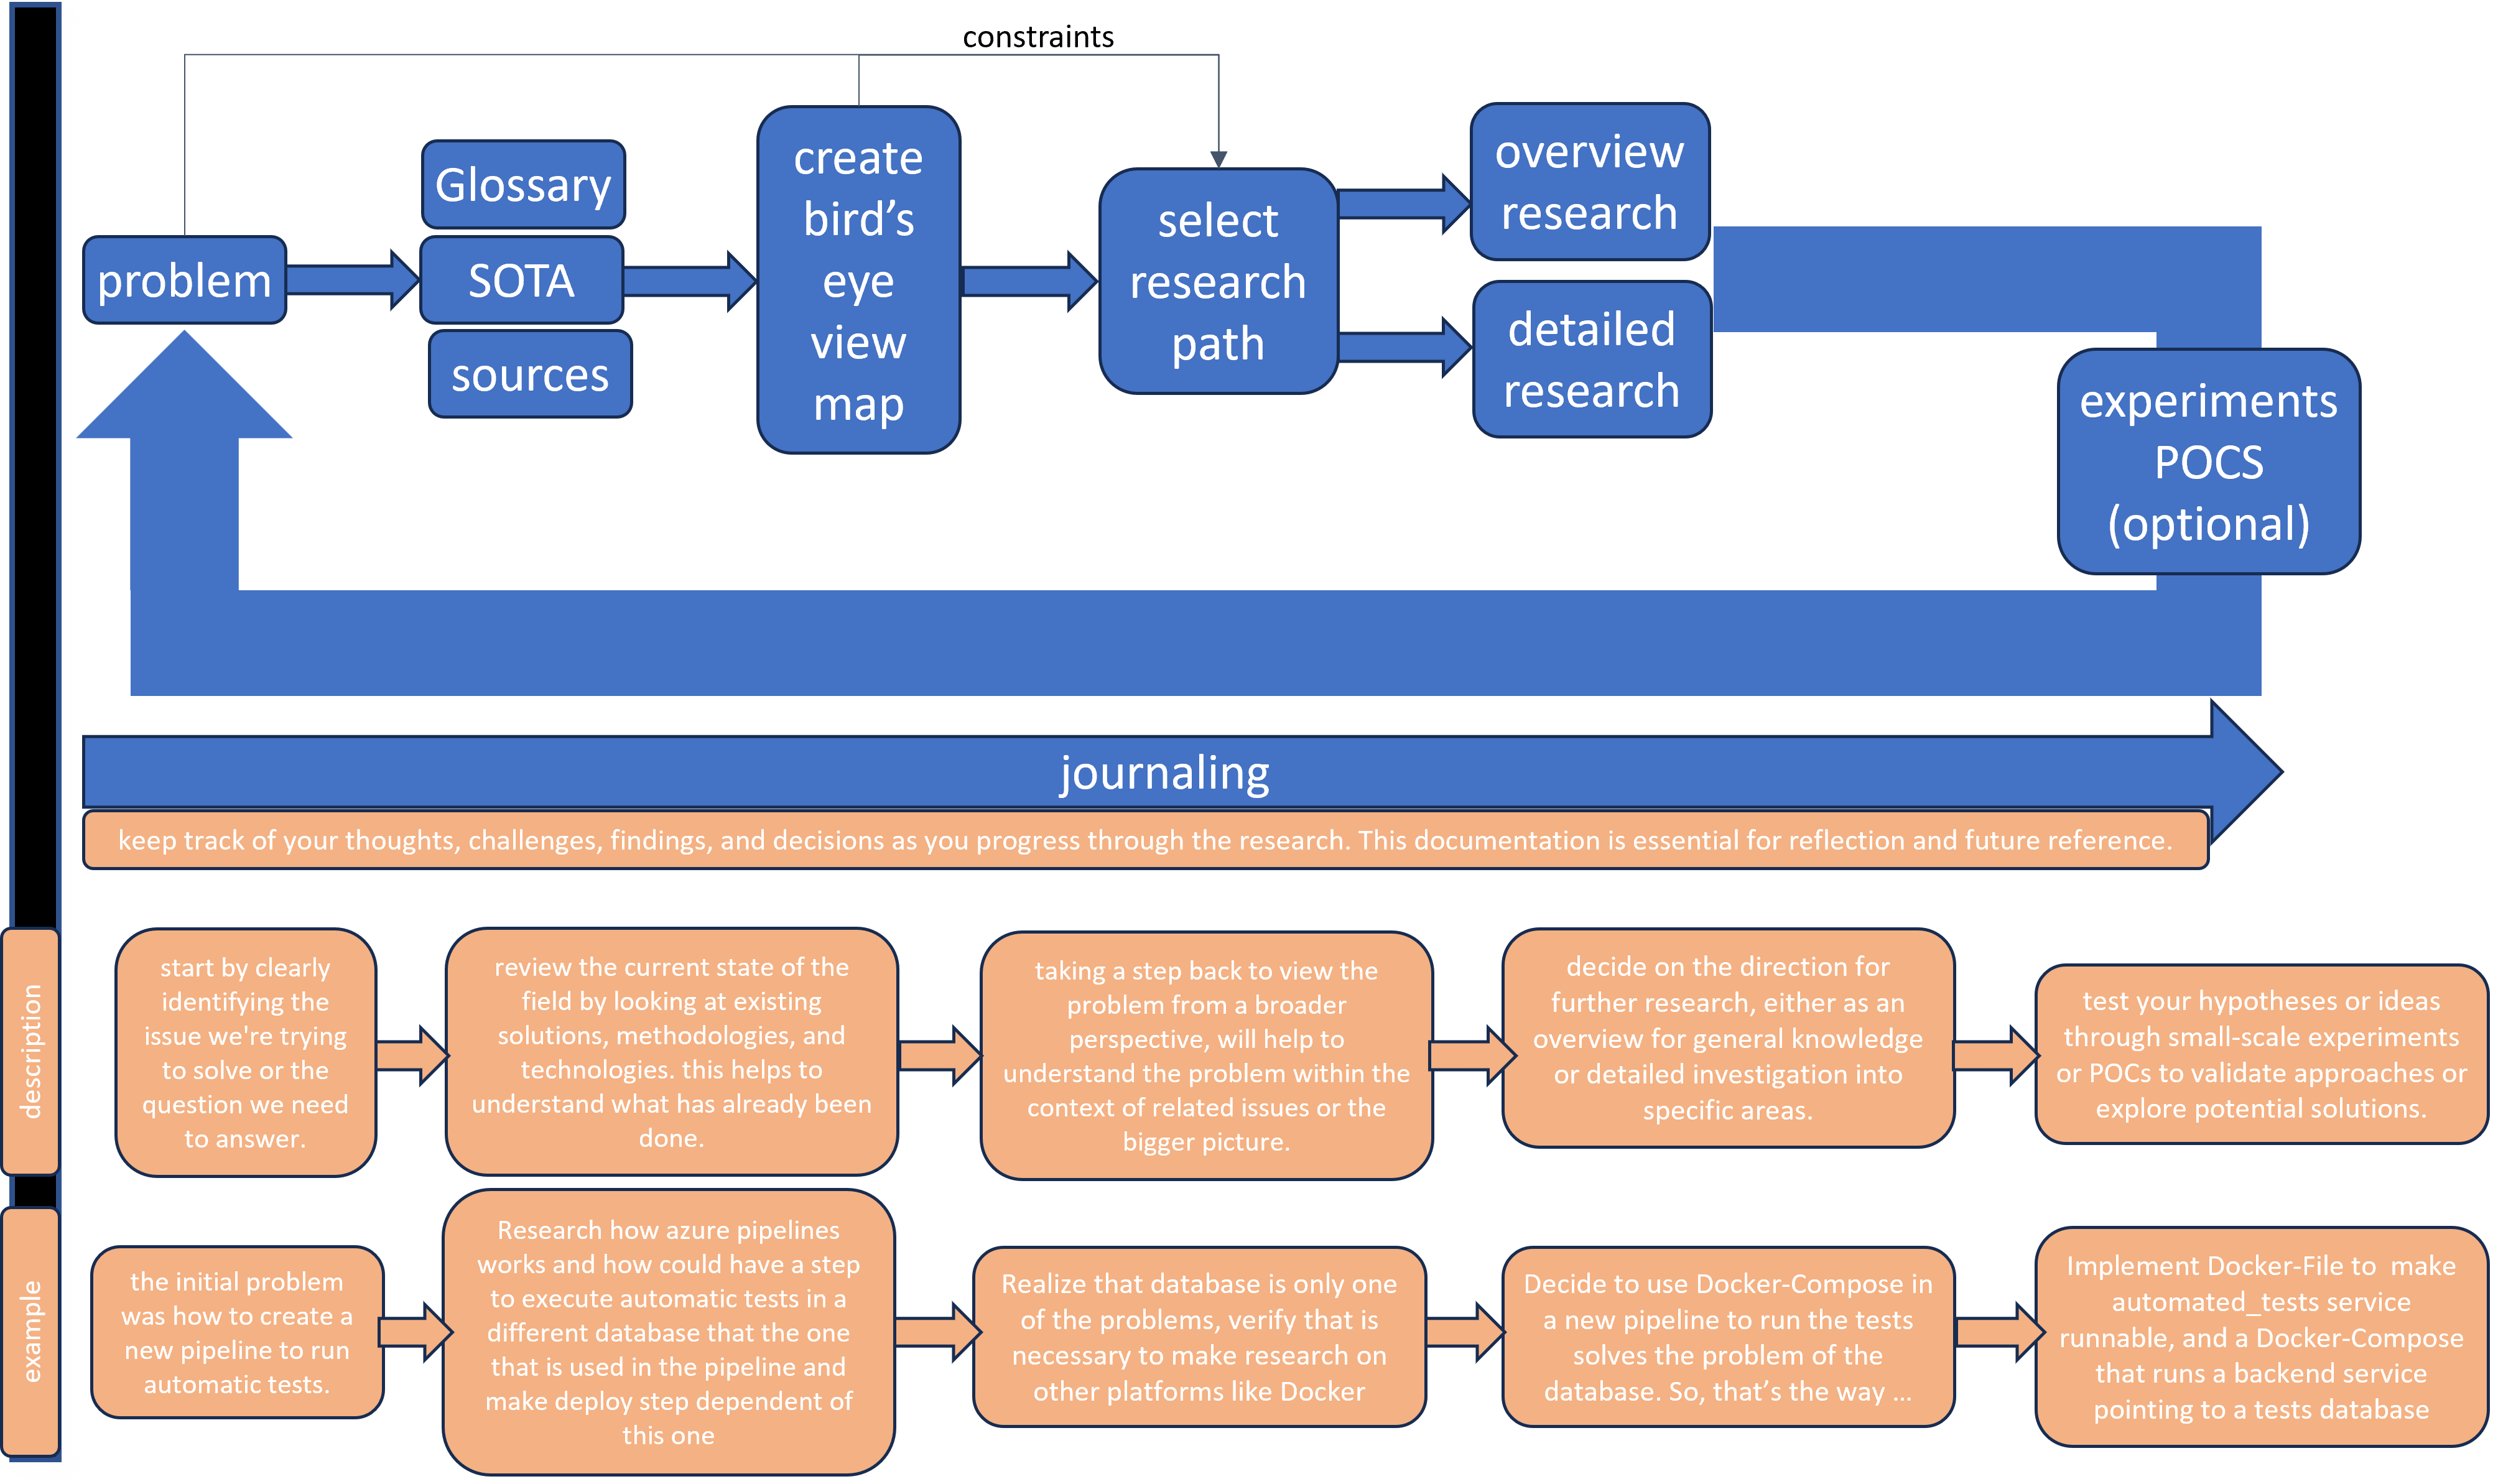 constraints
problem
Glossary
SOTA
sources
create
bird’s
eye
view
map
select
research
path
overview
research
detailed
research
experiments
POCS
(optional)
journaling
keep track of your thoughts, challenges, findings, and decisions as you progress through the research. This documentation is essential for reflection and future reference.
description
start by clearly
identifying the
issue we're trying
to solve or the
question we need
to answer.
review the current state of the
field by looking at existing
solutions, methodologies, and
technologies. this helps to
understand what has already been
done.
taking a step back to view the
problem from a broader
perspective, will help to
understand the problem within the
context of related issues or the
bigger picture.
decide on the direction for
further research, either as an
overview for general knowledge
or detailed investigation into
specific areas.
test your hypotheses or ideas
through small-scale experiments
or POCs to validate approaches or
explore potential solutions.
example
the initial problem
was how to create a
new pipeline to run
automatic tests.
Research how azure pipelines
works and how could have a step
to execute automatic tests in a
different database that the one
that is used in the pipeline and
make deploy step dependent of
this one
Realize that database is only one
of the problems, verify that is
necessary to make research on
other platforms like Docker
Decide to use Docker-Compose in
a new pipeline to run the tests
solves the problem of the
database. So, that’s the way …
Implement Docker-File to  make
automated_tests service
runnable, and a Docker-Compose
that runs a backend service
pointing to a tests database